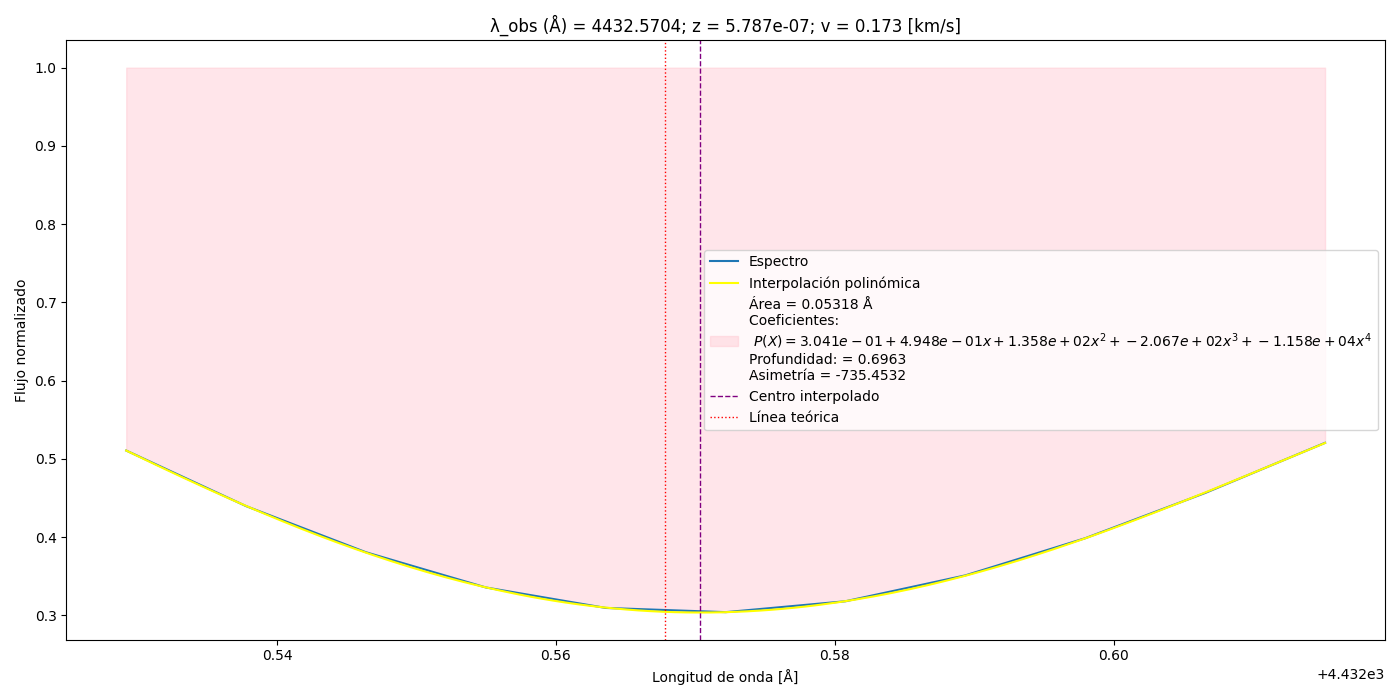 λ_obs (Å) = 4432.5704; z = 5.787e-07; v = 0.173 [km/s]
Flujo normalizado
1.0
0.9
0.8
0.7
0.6
0.5
0.4
0.3
Espectro
Interpolación polinómica
Área = 0.05318 Å
Coeficientes:
P(X) = 3.041e − 01 + 4.948e − 01x + 1.358e + 02x² + −2.067e + 02x³ + −1.158e + 04x⁴
Profundidad: = 0.6963
Asimetría = -735.4532
Centro interpolado
Línea teórica
0.54
0.56
0.58
0.60
Longitud de onda [Å]
+4.432e3